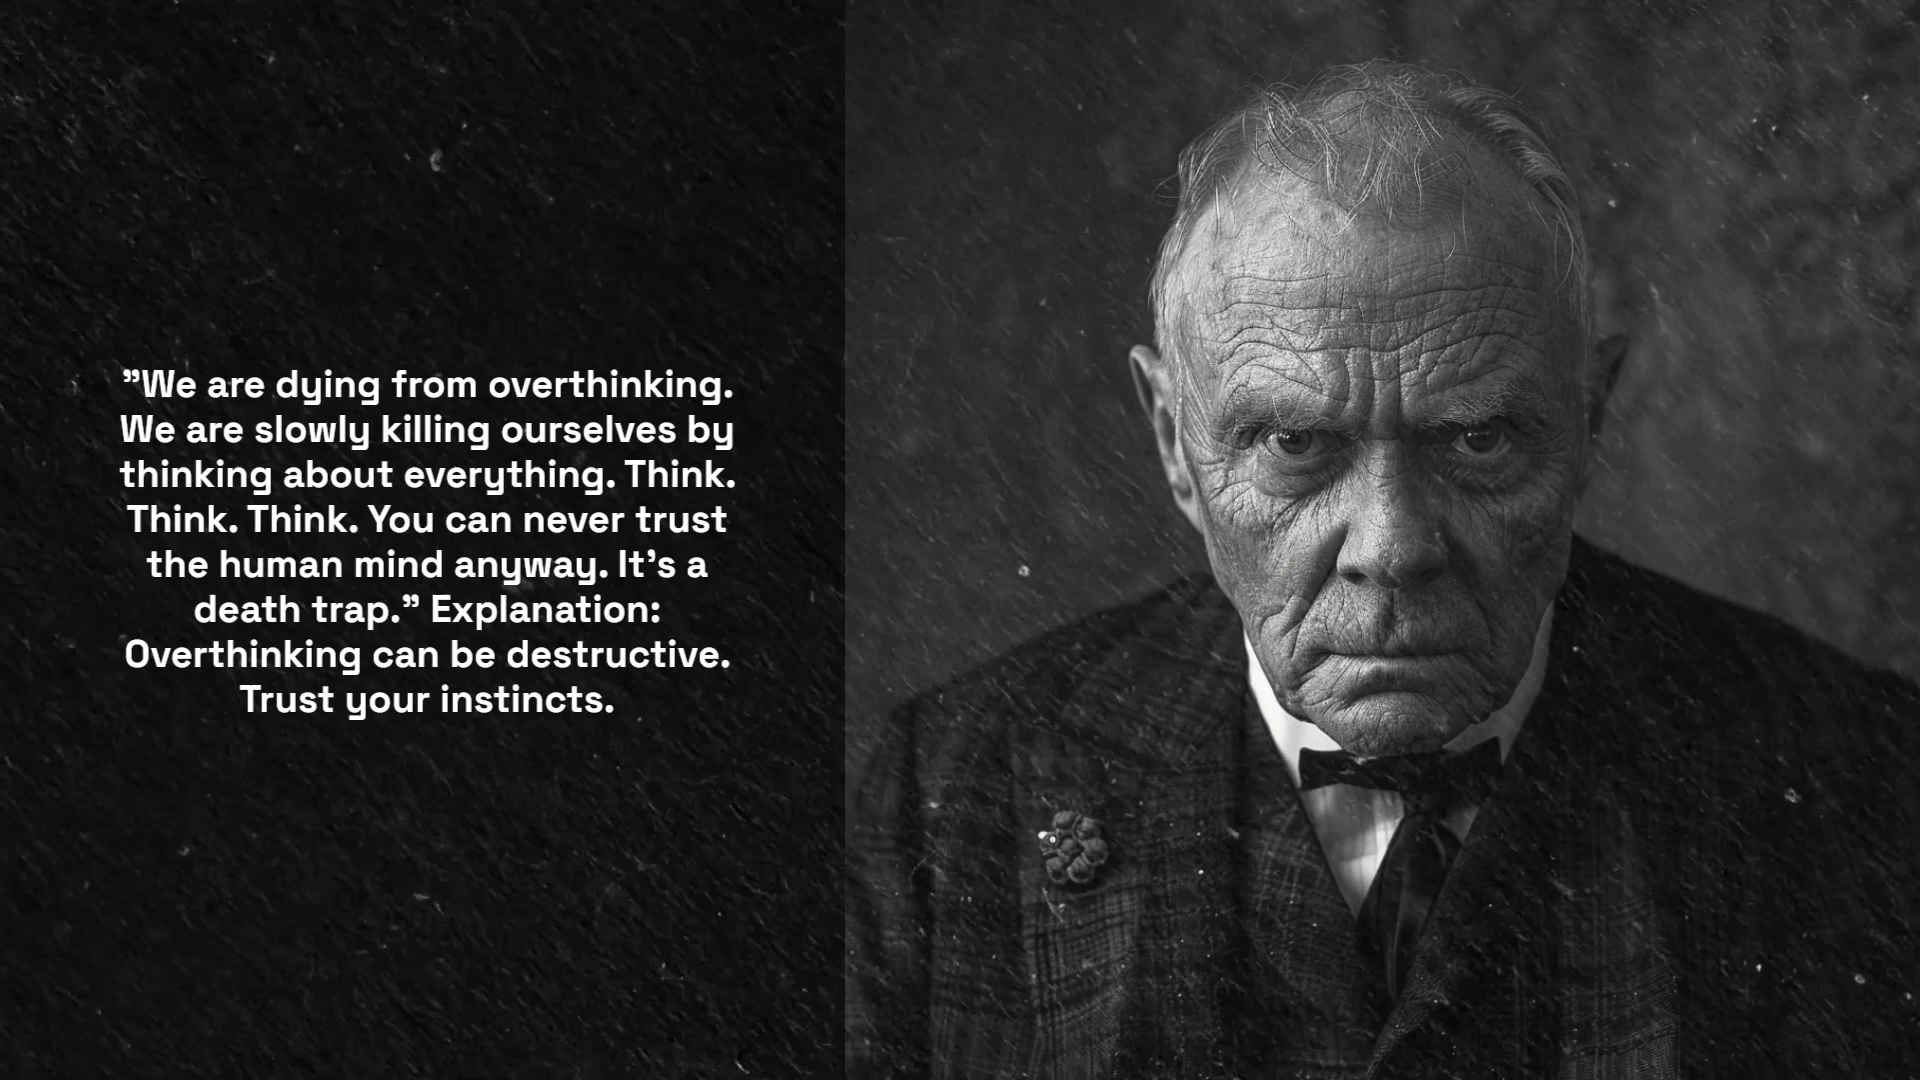 ”We are dying from overthinking.
We are slowly killing ourselves by
thinking about everything. Think.
Think. Think. You can never trust
the human mind anyway. It’s a
death trap.” Explanation:
Overthinking can be destructive.
Trust your instincts.